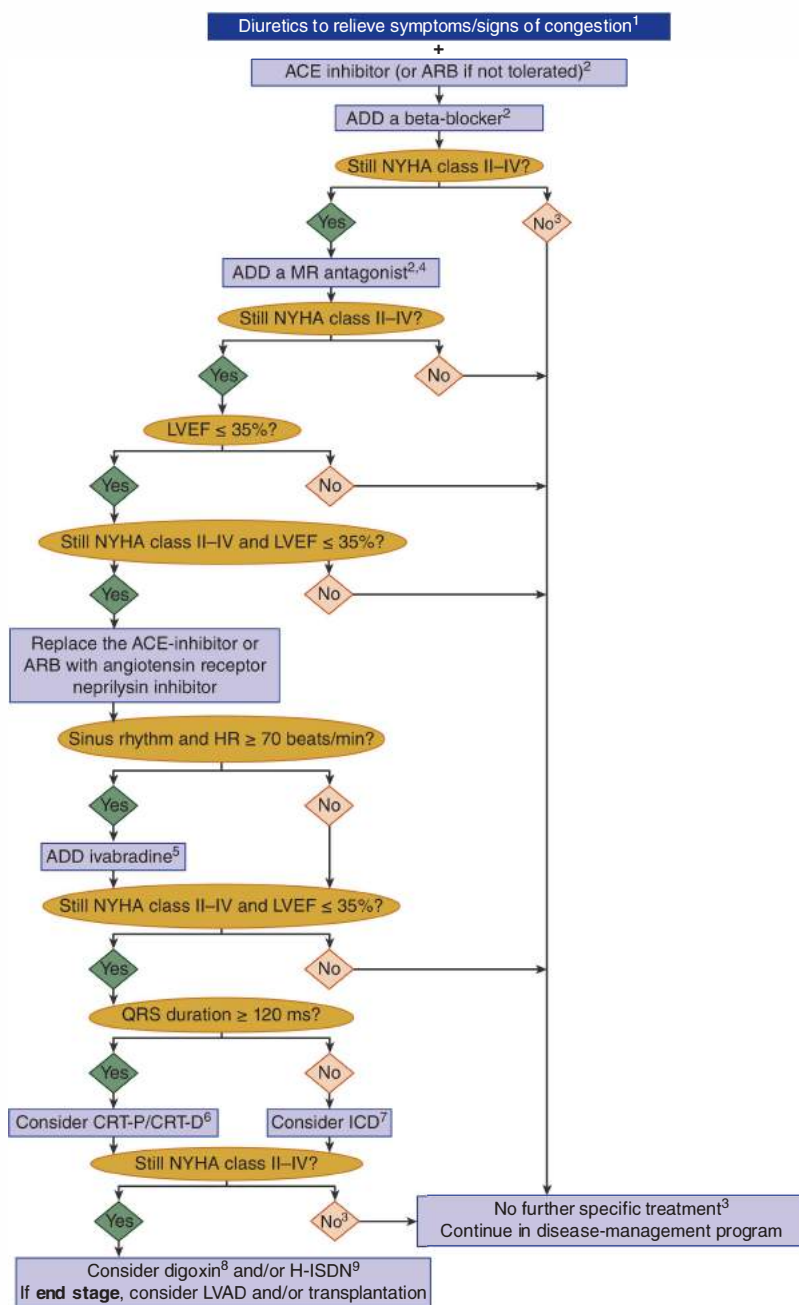 Diuretics to relieve symptoms/signs of congestion¹
+
ACE inhibitor (or ARB if not tolerated)²
ADD a beta-blocker²
Still NYHA class II–IV?
Yes
No³
ADD a MR antagonist²,⁴
Still NYHA class II–IV?
Yes
No
LVEF ≤ 35%?
Yes
No
Still NYHA class II–IV and LVEF ≤ 35%?
Yes
No
Replace the ACE-inhibitor or
ARB with angiotensin receptor
neprilysin inhibitor
Sinus rhythm and HR ≥ 70 beats/min?
Yes
No
ADD ivabradine⁵
Still NYHA class II–IV and LVEF ≤ 35%?
Yes
No
QRS duration ≥ 120 ms?
Yes
No
Consider CRT-P/CRT-D⁶
Consider ICD⁷
Still NYHA class II–IV?
Yes
No³
No further specific treatment³
Continue in disease-management program
Consider digoxin⁸ and/or H-ISDN⁹
If end stage, consider LVAD and/or transplantation